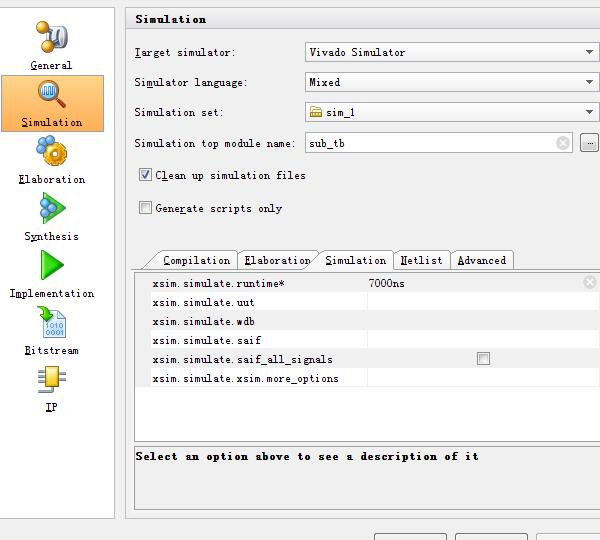 General
Simulation
Elaboration
Synthesis
Implementation
Bitstream
IP
Simulation
Target simulator: Vivado Simulator
Simulator language: Mixed
Simulation set: sim_1
Simulation top module name: sub_tb ...
Clean up simulation files
Generate scripts only
Compilation Elaboration Simulation Netlist Advanced
xsim.simulate.runtime* 7000ns
xsim.simulate.uut
xsim.simulate.wdb
xsim.simulate.saif
xsim.simulate.saif_all_signals
xsim.simulate.xsim.more_options
Select an option above to see a description of it